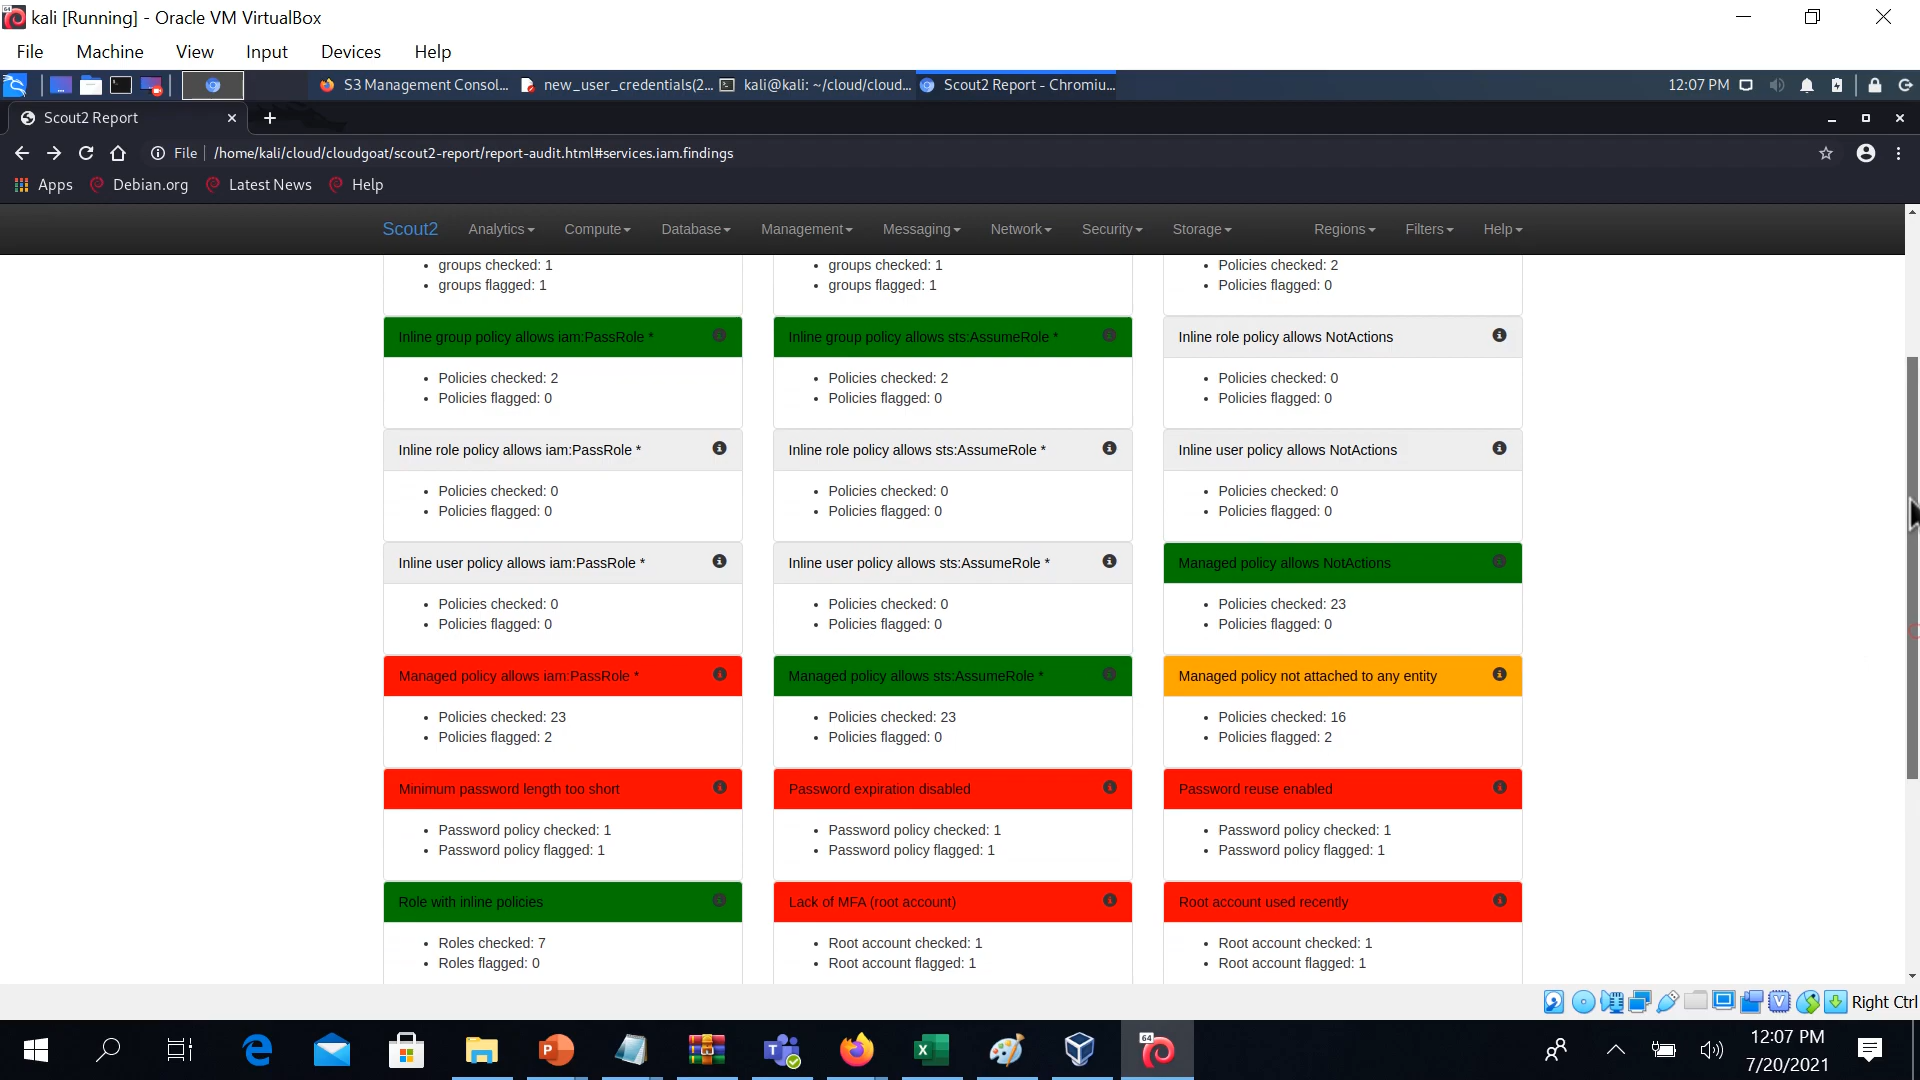 kali [Running] - Oracle VM VirtualBox
File Machine View Input Devices Help
S3 Management Consol... new_user_credentials(2... kali@kali: ~/cloud/cloud... Scout2 Report - Chromiu... 12:07 PM
Scout2 Report
File /home/kali/cloud/cloudgoat/scout2-report/report-audit.html#services.iam.findings
Apps Debian.org Latest News Help
Scout2 Analytics Compute Database Management Messaging Network Security Storage Regions Filters Help
groups checked: 1 groups checked: 1 Policies checked: 2
groups flagged: 1 groups flagged: 1 Policies flagged: 0
Inline group policy allows iam:PassRole * Inline group policy allows sts:AssumeRole * Inline role policy allows NotActions
Policies checked: 2 Policies checked: 2 Policies checked: 0
Policies flagged: 0 Policies flagged: 0 Policies flagged: 0
Inline role policy allows iam:PassRole * Inline role policy allows sts:AssumeRole * Inline user policy allows NotActions
Policies checked: 0 Policies checked: 0 Policies checked: 0
Policies flagged: 0 Policies flagged: 0 Policies flagged: 0
Inline user policy allows iam:PassRole * Inline user policy allows sts:AssumeRole * Managed policy allows NotActions
Policies checked: 0 Policies checked: 0 Policies checked: 23
Policies flagged: 0 Policies flagged: 0 Policies flagged: 0
Managed policy allows iam:PassRole * Managed policy allows sts:AssumeRole * Managed policy not attached to any entity
Policies checked: 23 Policies checked: 23 Policies checked: 16
Policies flagged: 2 Policies flagged: 0 Policies flagged: 2
Minimum password length too short Password expiration disabled Password reuse enabled
Password policy checked: 1 Password policy checked: 1 Password policy checked: 1
Password policy flagged: 1 Password policy flagged: 1 Password policy flagged: 1
Role with inline policies Lack of MFA (root account) Root account used recently
Roles checked: 7 Root account checked: 1 Root account checked: 1
Roles flagged: 0 Root account flagged: 1 Root account flagged: 1
Right Ctrl
12:07 PM
7/20/2021